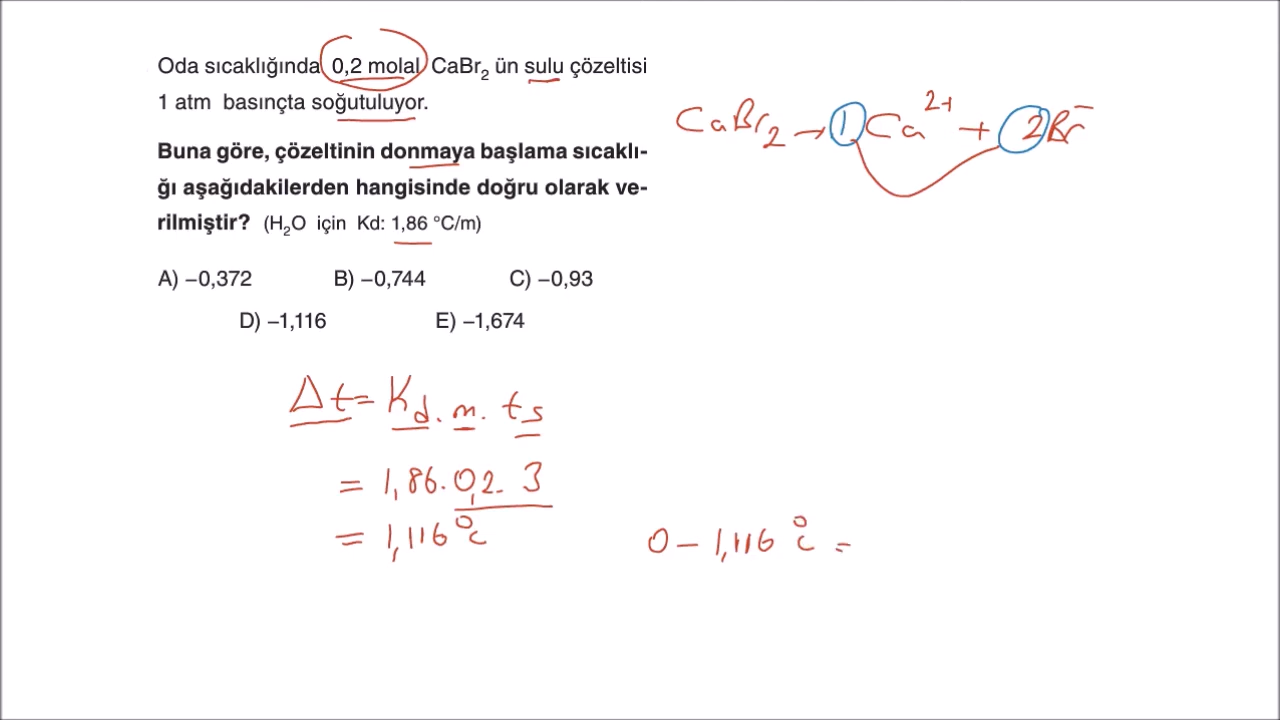 Oda sıcaklığında 0,2 molal CaBr₂ ün sulu çözeltisi
1 atm basınçta soğutuluyor.
Buna göre, çözeltinin donmaya başlama sıcaklı-
ğı aşağıdakilerden hangisinde doğru olarak ve-
rilmiştir? (H₂O için Kd: 1,86 °C/m)
A) −0,372 B) −0,744 C) −0,93
D) −1,116 E) −1,674
CaBr₂ → 1Ca²⁺ + 2Br⁻
Δt = Kd . m . ts
= 1,86 . 0,2 . 3
= 1,116 °C
0 − 1,116 °C =